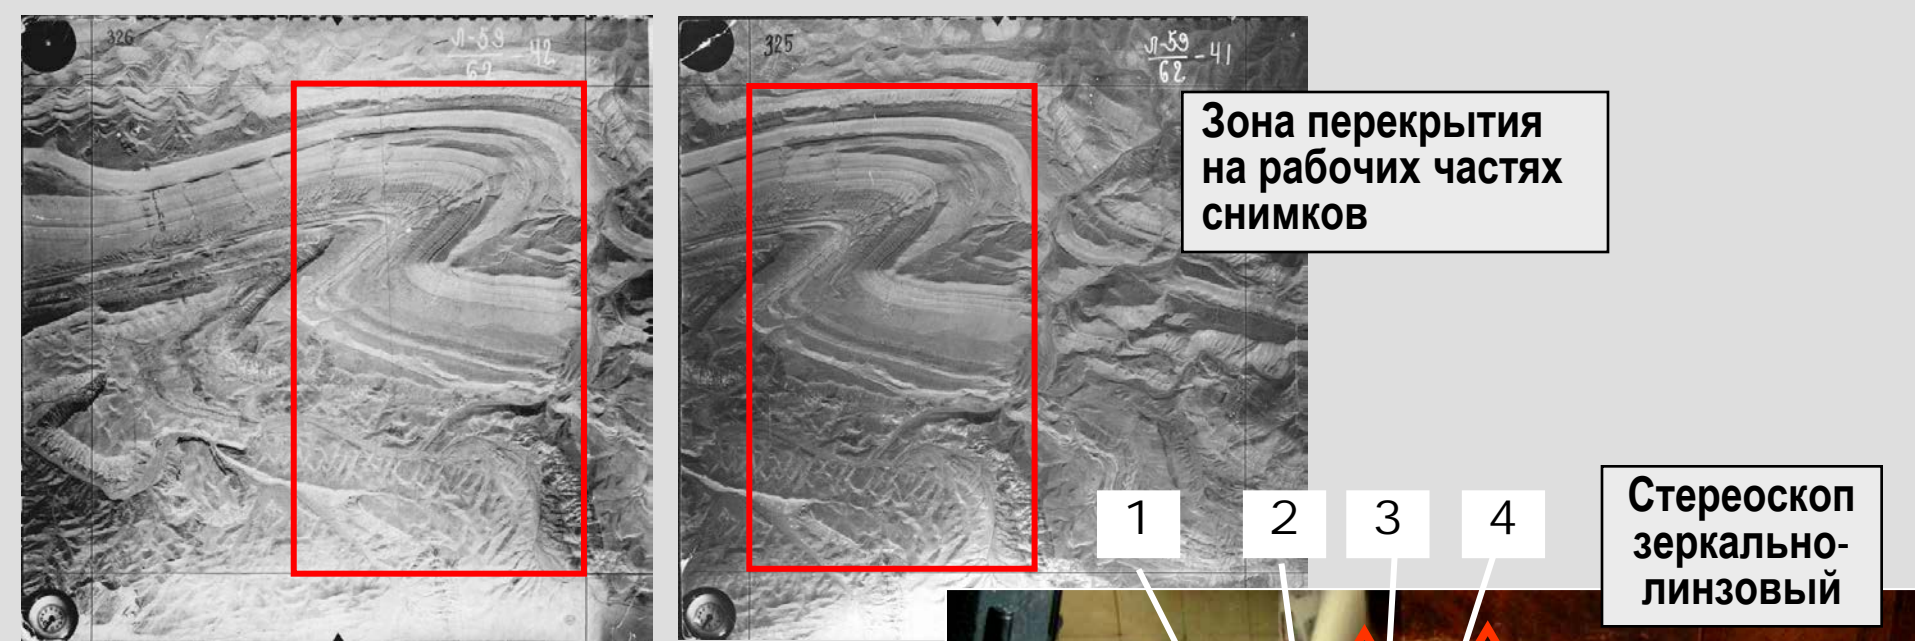 326
Л-59 - 42
62
325
Л-59 - 41
62
Зона перекрытия
на рабочих частях
снимков
1
2
3
4
Стереоскоп
зеркально-
линзовый